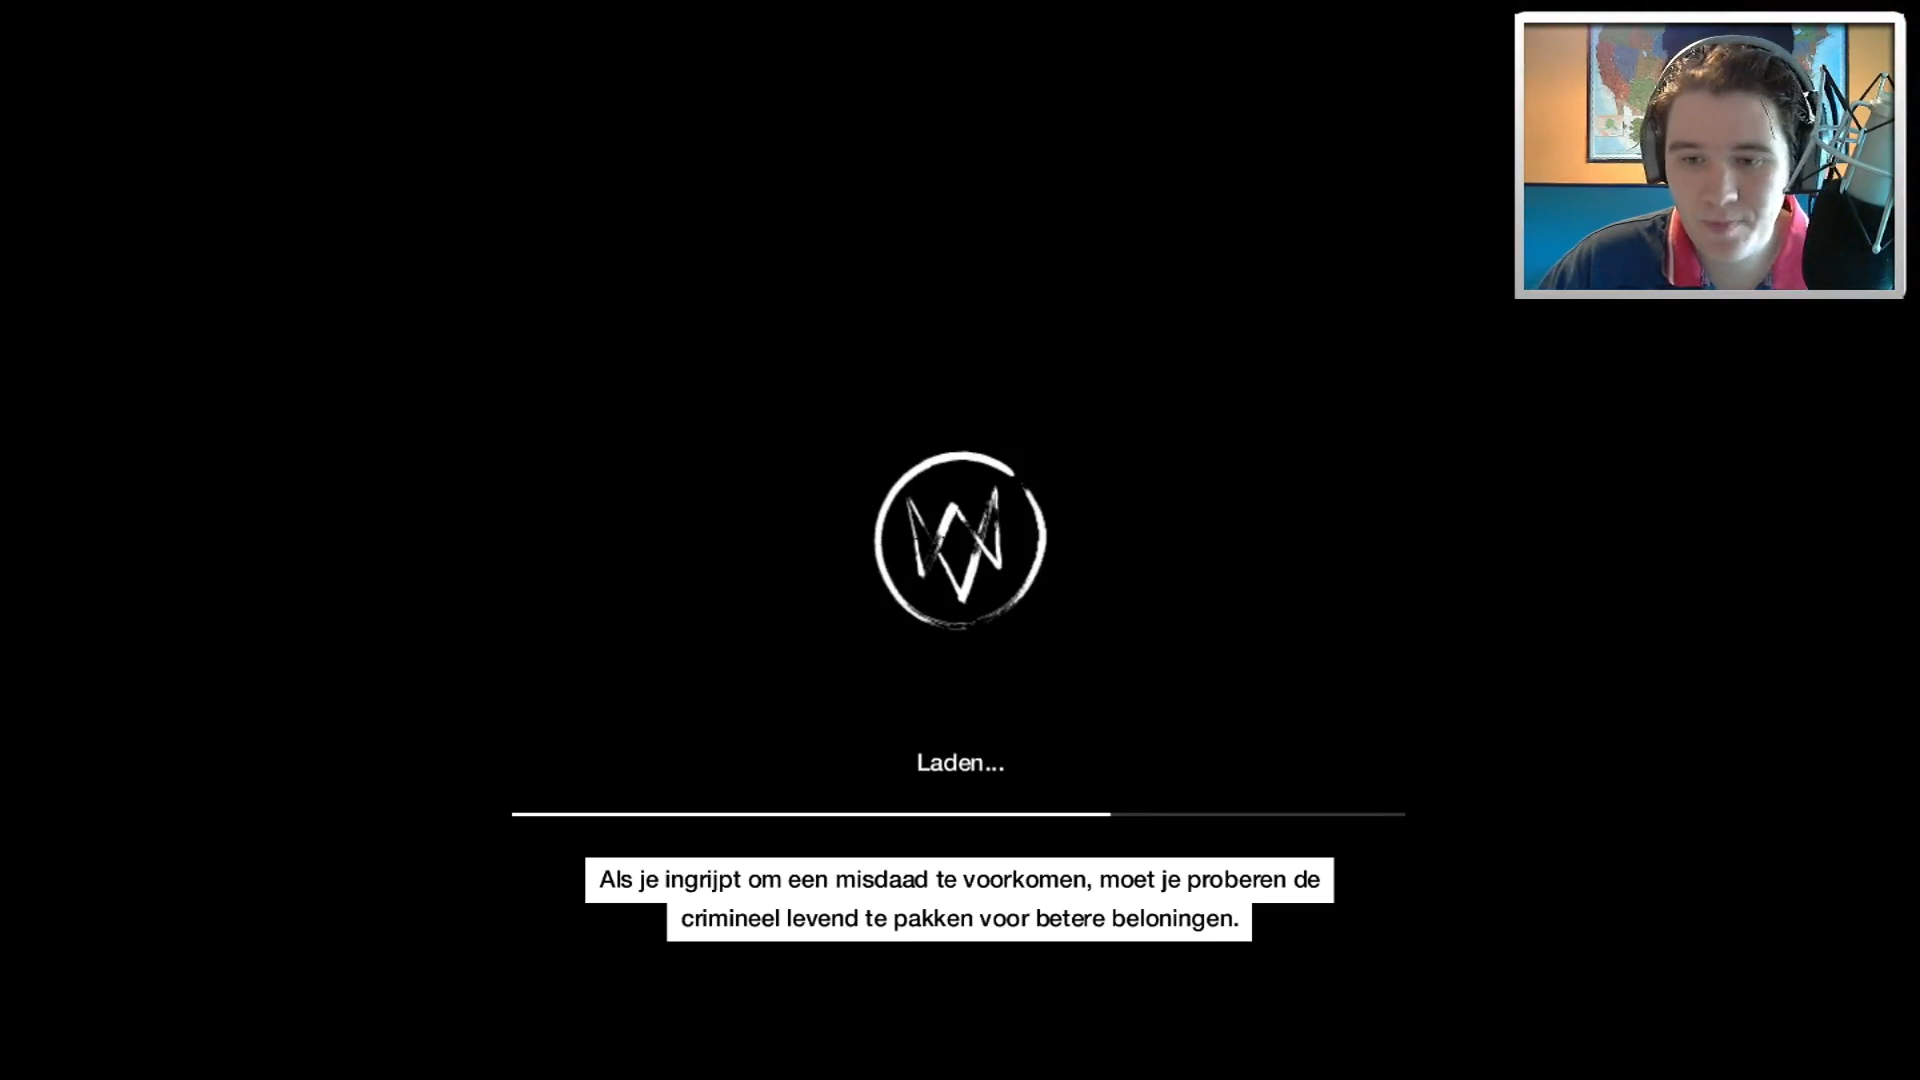 Laden...
Als je ingrijpt om een misdaad te voorkomen, moet je proberen de
crimineel levend te pakken voor betere beloningen.